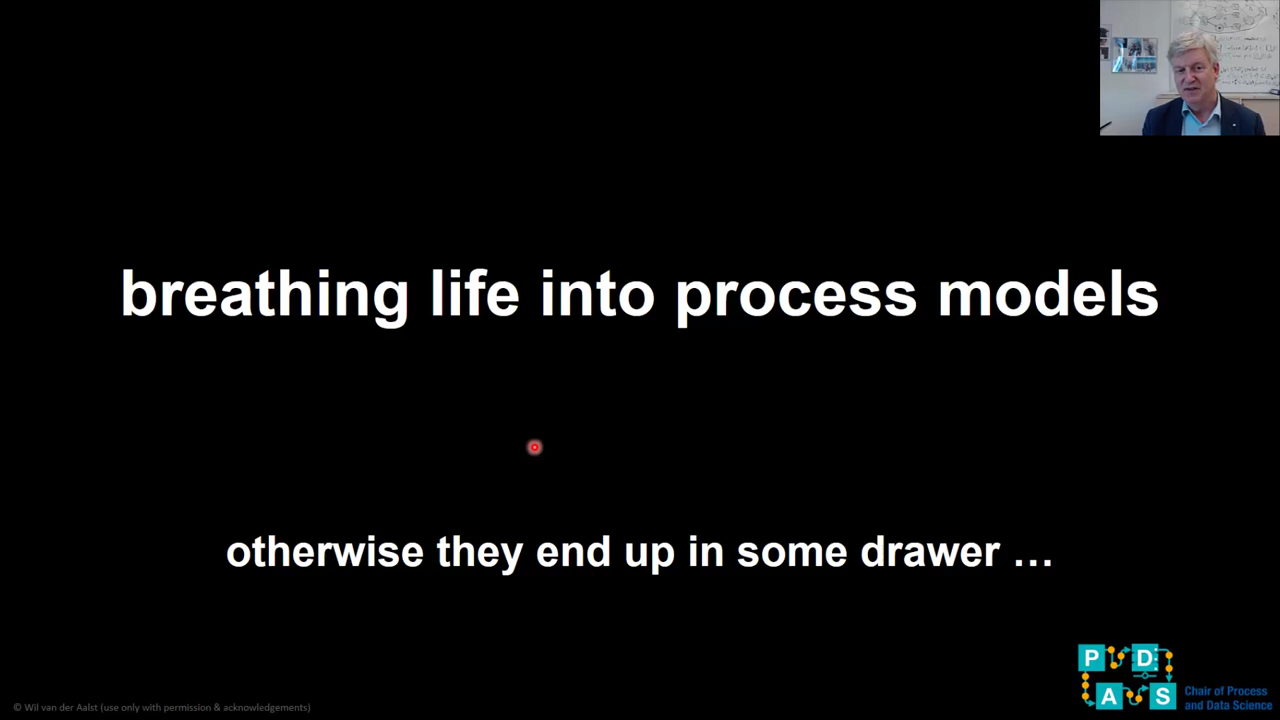 breathing life into process models
otherwise they end up in some drawer …
P D
A S
Chair of Process
and Data Science
© Wil van der Aalst (use only with permission & acknowledgements)